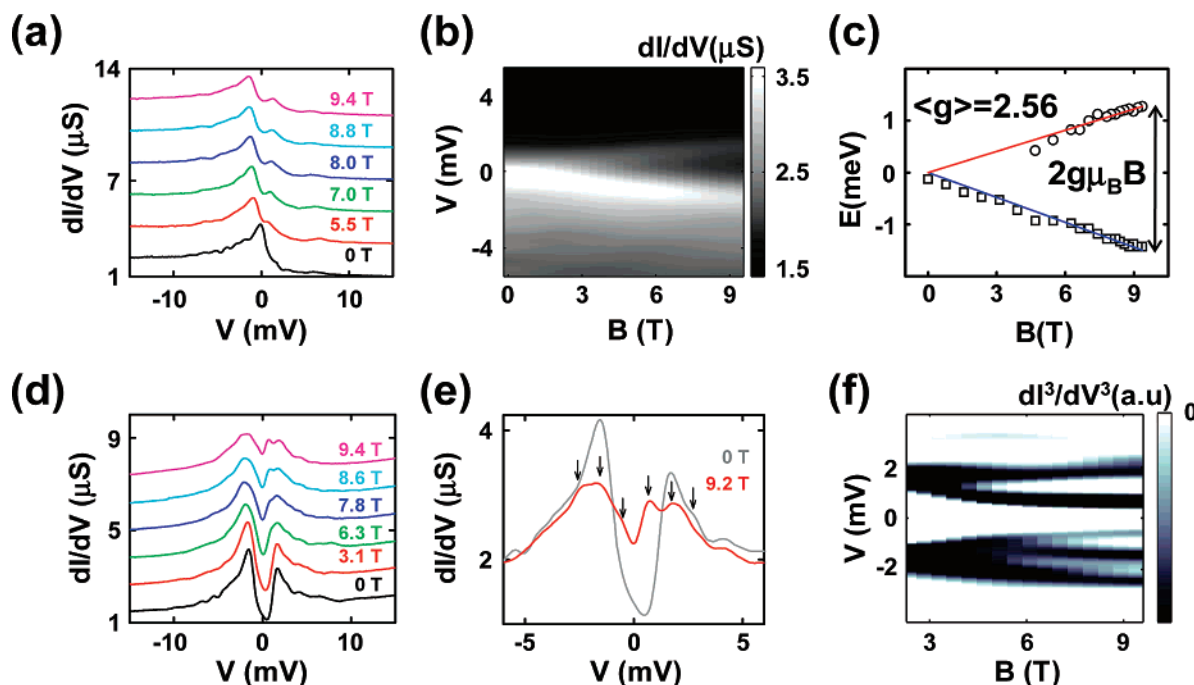 (a)
14
7
1
dI/dV (μS)
9.4 T
8.8 T
8.0 T
7.0 T
5.5 T
0 T
-10 0 10
V (mV)
(b)
dI/dV(μS)
4
0
-4
V (mV)
0 3 6 9
B (T)
3.5
2.5
1.5
(c)
<g>=2.56
2gμ_BB
1
0
-1
E(meV)
0 3 6 9
B(T)
(d)
9
5
1
dI/dV (μS)
9.4 T
8.6 T
7.8 T
6.3 T
3.1 T
0 T
-10 0 10
V (mV)
(e)
4
2
dI/dV (μS)
0 T
9.2 T
-5 0 5
V (mV)
(f)
dI³/dV³(a.u)
0
2
0
-2
V (mV)
3 6 9
B (T)